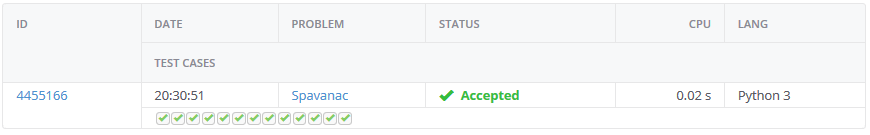 ID DATE PROBLEM STATUS CPU LANG
TEST CASES
4455166 20:30:51 Spavanac Accepted 0.02 s Python 3